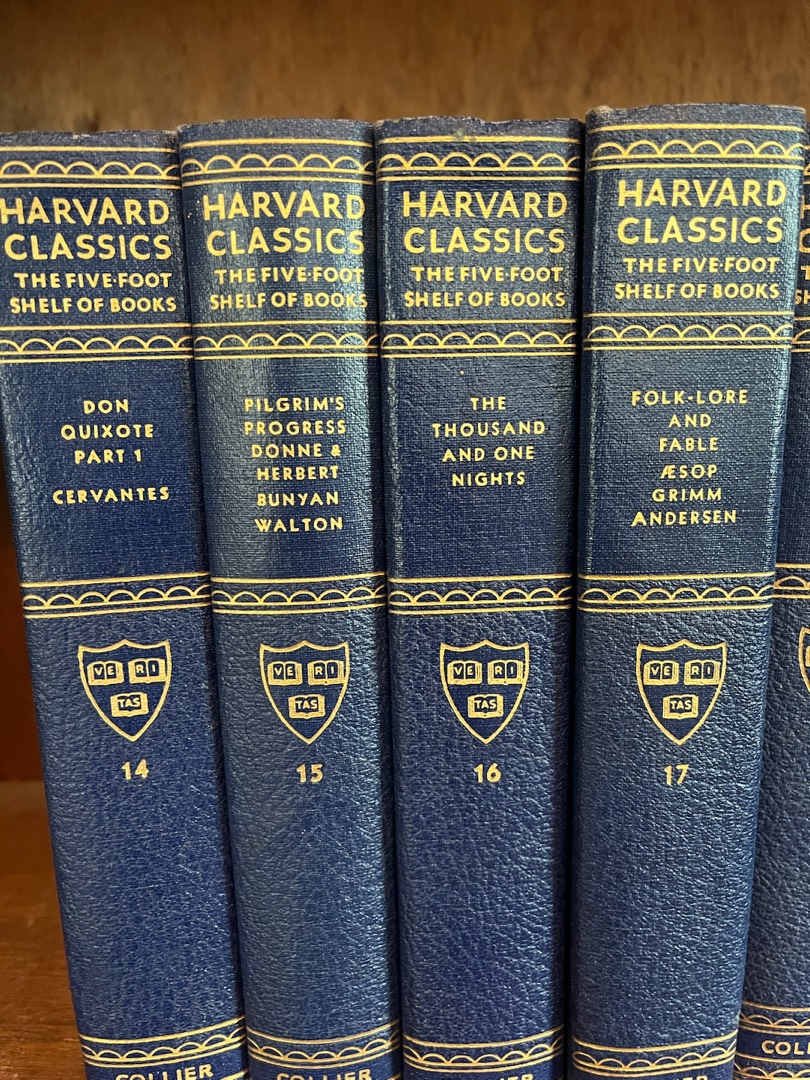 HARVARD
CLASSICS
THE FIVE-FOOT
SHELF OF BOOKS
DON
QUIXOTE
PART 1
CERVANTES
VE RI
TAS
14
COLLIER
HARVARD
CLASSICS
THE FIVE-FOOT
SHELF OF BOOKS
PILGRIM'S
PROGRESS
DONNE &
HERBERT
BUNYAN
WALTON
VE RI
TAS
15
COLLIER
HARVARD
CLASSICS
THE FIVE-FOOT
SHELF OF BOOKS
THE
THOUSAND
AND ONE
NIGHTS
VE RI
TAS
16
COLLIER
HARVARD
CLASSICS
THE FIVE-FOOT
SHELF OF BOOKS
FOLK-LORE
AND
FABLE
ÆSOP
GRIMM
ANDERSEN
VE RI
TAS
17
COLLIER